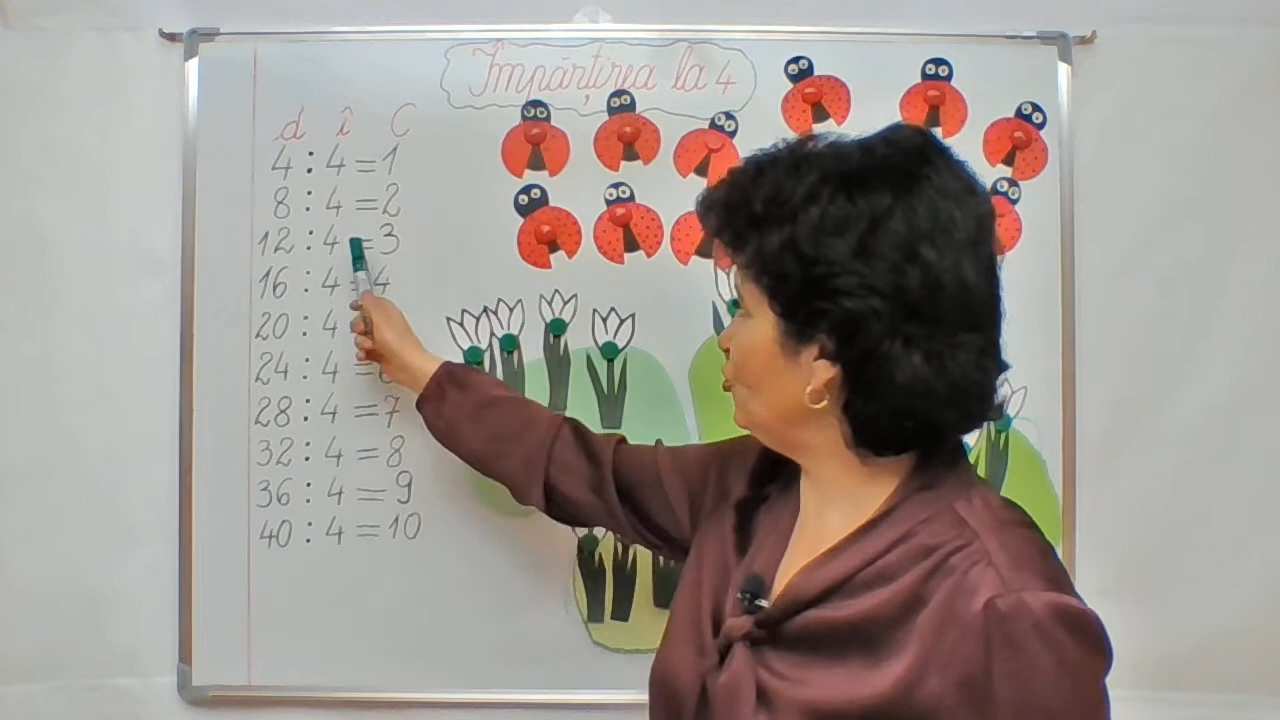 Împărțirea la 4
d î C
4 : 4 = 1
8 : 4 = 2
12 : 4 = 3
16 : 4 = 4
20 : 4
24 : 4 =
28 : 4 = 7
32 : 4 = 8
36 : 4 = 9
40 : 4 = 10